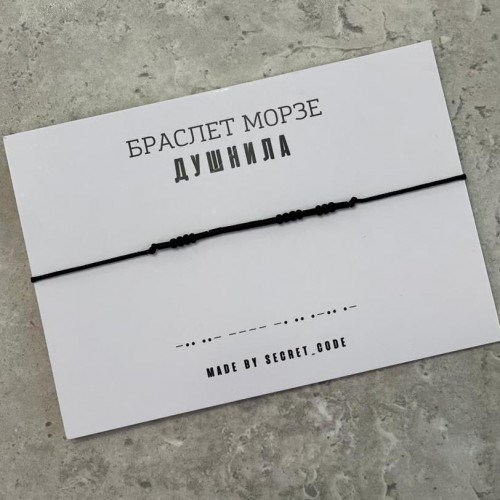 БРАСЛЕТ МОРЗЕ
ДУШНИЛА
−•• ••− −−−− −• •• •−•• •−
MADE BY SECRET_CODE